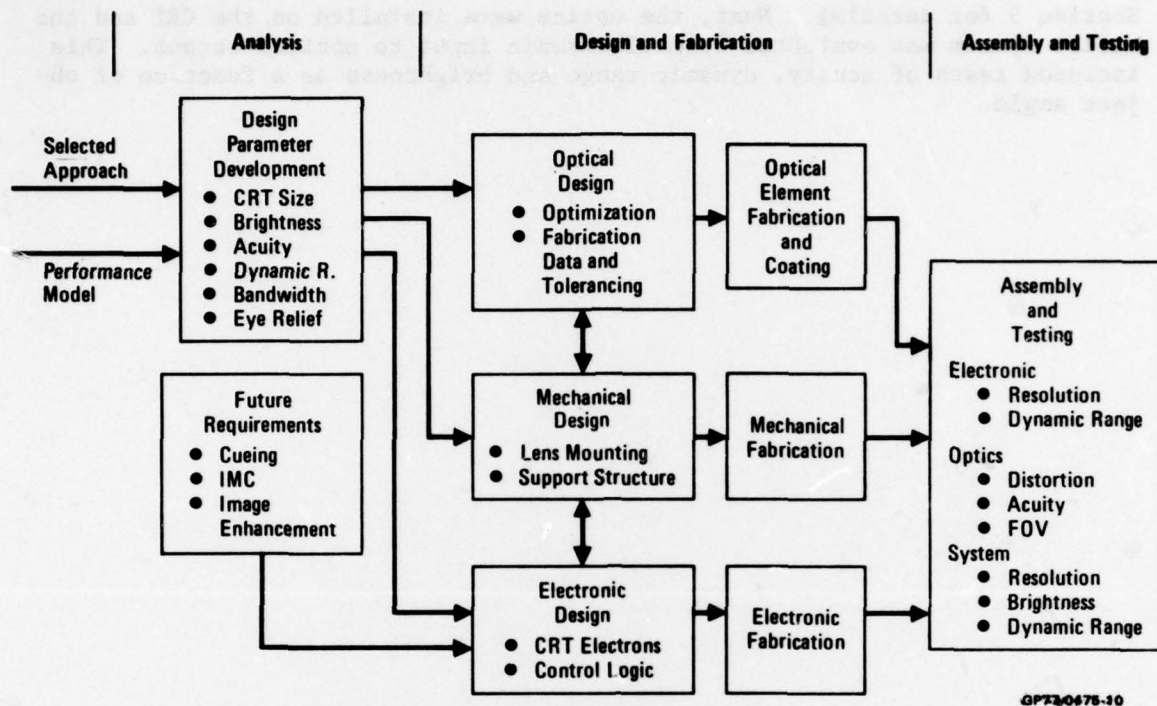 Analysis
Design and Fabrication
Assembly and Testing
Selected
Approach
Performance
Model
Design
Parameter
Development
● CRT Size
● Brightness
● Acuity
● Dynamic R.
● Bandwidth
● Eye Relief
Future
Requirements
● Cueing
● IMC
● Image
Enhancement
Optical
Design
● Optimization
● Fabrication
Data and
Tolerancing
Mechanical
Design
● Lens Mounting
● Support Structure
Electronic
Design
● CRT Electrons
● Control Logic
Optical
Element
Fabrication
and
Coating
Mechanical
Fabrication
Electronic
Fabrication
Assembly
and
Testing
Electronic
● Resolution
● Dynamic Range
Optics
● Distortion
● Acuity
● FOV
System
● Resolution
● Brightness
● Dynamic Range